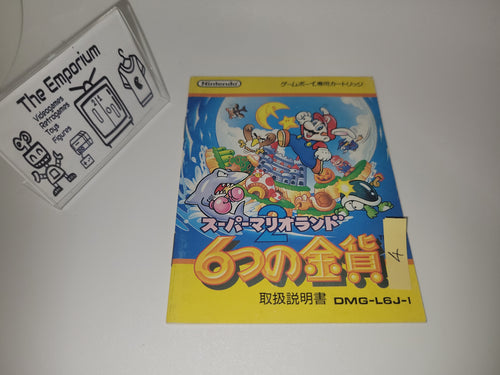 The Emporium
Videogames
Retrogames
Toys
Figures
Nintendo
ゲームボーイ専用カートリッジ
スーパーマリオランド
2
6つの金貨
4
取扱説明書 DMG-L6J-1